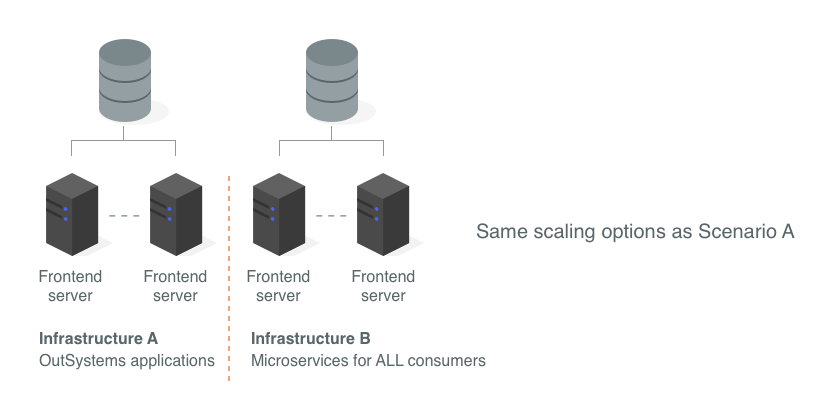 Same scaling options as Scenario A
Frontend
server
Frontend
server
Frontend
server
Frontend
server
Infrastructure A
OutSystems applications
Infrastructure B
Microservices for ALL consumers